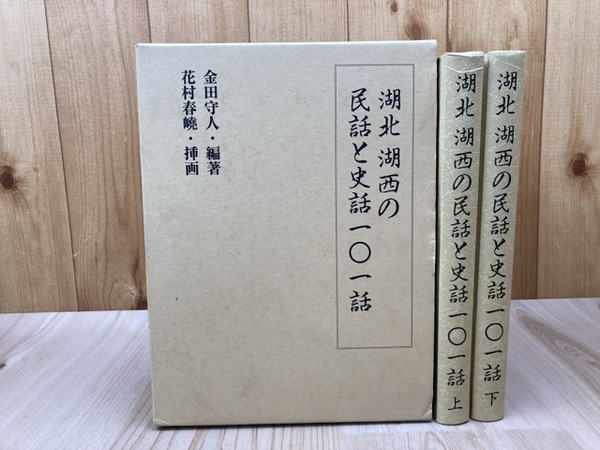 湖北 湖西の
民話と史話一〇一話
金田守人・編著
花村春嶢・挿画
湖北 湖西の民話と史話 一〇一話 上
湖北 湖西の民話と史話 一〇一話 下